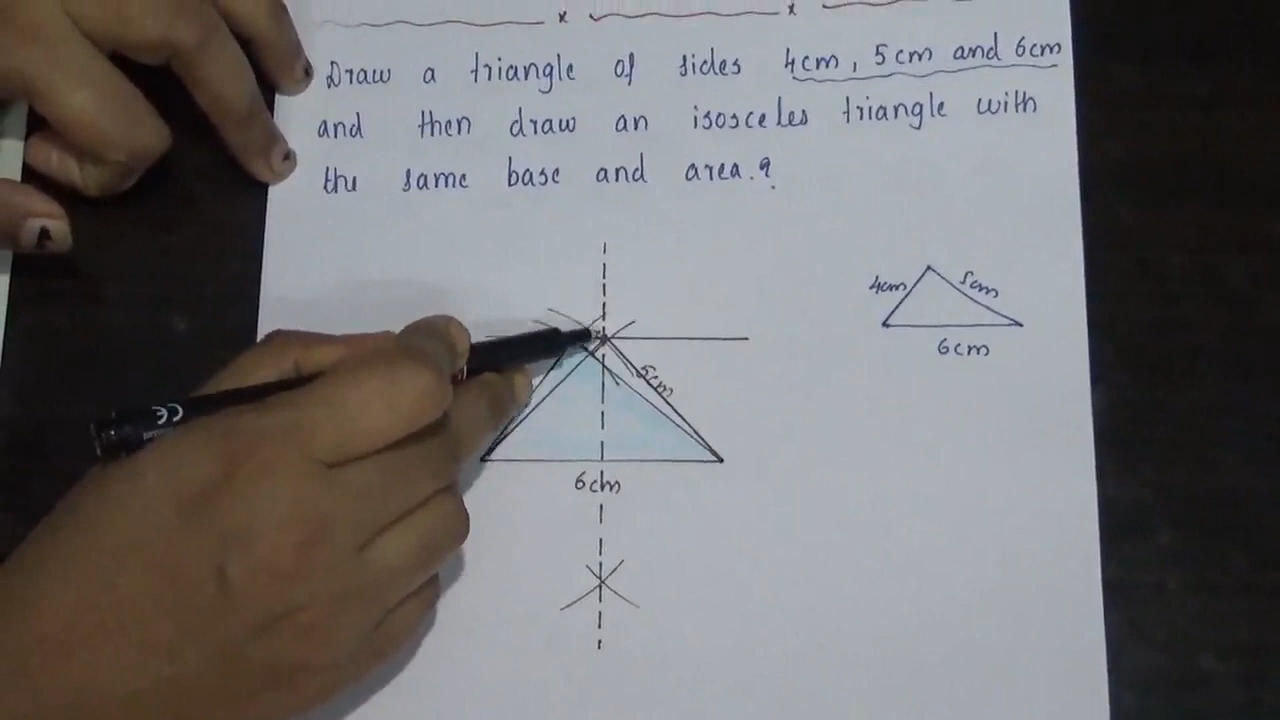 Draw a triangle of sides 4cm, 5cm and 6cm
and then draw an isosceles triangle with
the same base and area.?
4cm
5cm
6cm
5cm
6cm
CE